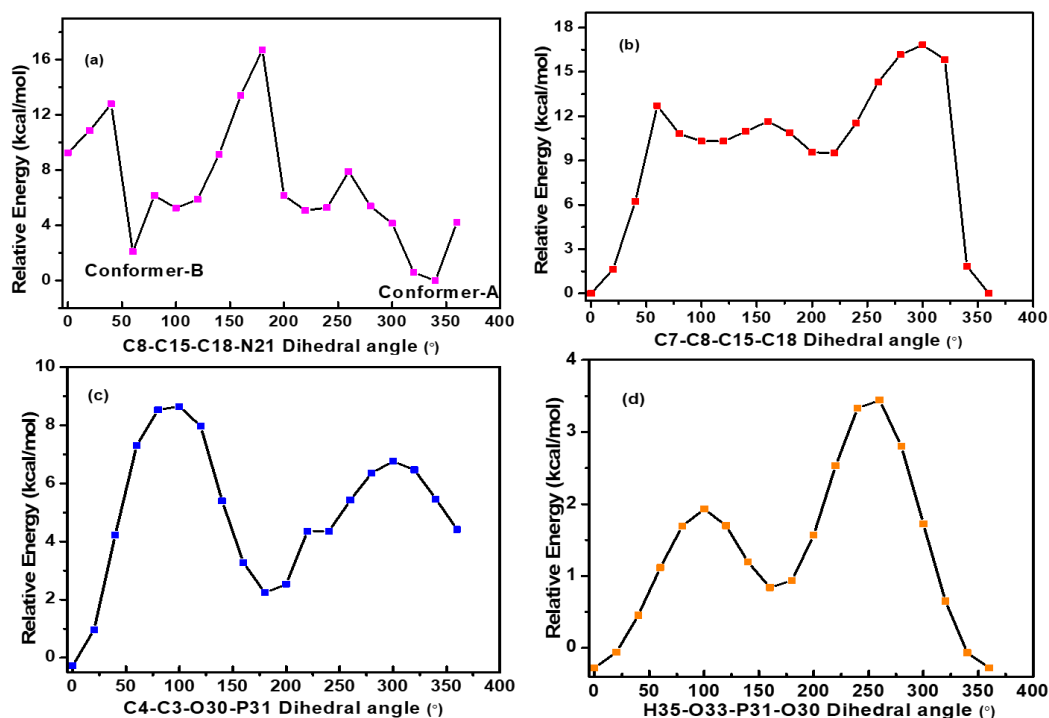 (a)
Relative Energy (kcal/mol)
16
12
8
4
0
Conformer-B
Conformer-A
0 50 100 150 200 250 300 350 400
C8-C15-C18-N21 Dihedral angle (°)
(b)
Relative Energy (kcal/mol)
18
15
12
9
6
3
0
0 50 100 150 200 250 300 350 400
C7-C8-C15-C18 Dihedral angle (°)
(c)
Relative Energy (kcal/mol)
10
8
6
4
2
0
0 50 100 150 200 250 300 350 400
C4-C3-O30-P31 Dihedral angle (°)
(d)
Relative Energy (kcal/mol)
4
3
2
1
0
0 50 100 150 200 250 300 350 400
H35-O33-P31-O30 Dihedral angle (°)